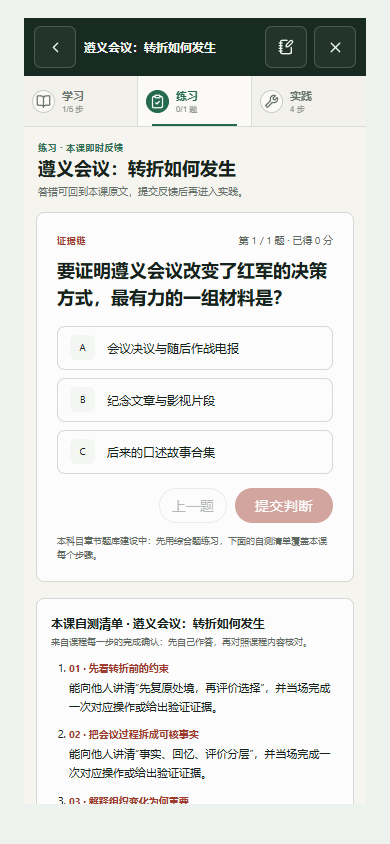 遵义会议：转折如何发生
学习
1/5 步
练习
0/1 题
实践
4 步
练习 · 本课即时反馈
遵义会议：转折如何发生
答错可回到本课原文，提交反馈后再进入实践。
证据链
第 1 / 1 题 · 已得 0 分
要证明遵义会议改变了红军的决策
方式，最有力的一组材料是？
A
会议决议与随后作战电报
B
纪念文章与影视片段
C
后来的口述故事合集
上一题
提交判断
本科目章节题库建设中：先用综合题练习，下面的自测清单覆盖本课
每个步骤。
本课自测清单 · 遵义会议：转折如何发生
来自课程每一步的完成确认：先自己作答，再对照课程内容核对。
1. 01 · 先看转折前的约束
能向他人讲清“先复原处境，再评价选择”，并当场完成
一次对应操作或给出验证证据。
2. 02 · 把会议过程拆成可核事实
能向他人讲清“事实、回忆、评价分层”，并当场完成一
次对应操作或给出验证证据。
3. 03 · 解释组织变化为何重要